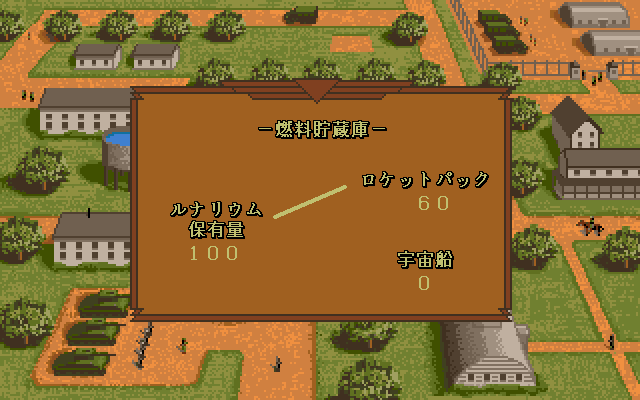 －燃料貯蔵庫－
ロケットパック
６０
ルナリウム
保有量
１００
宇宙船
０